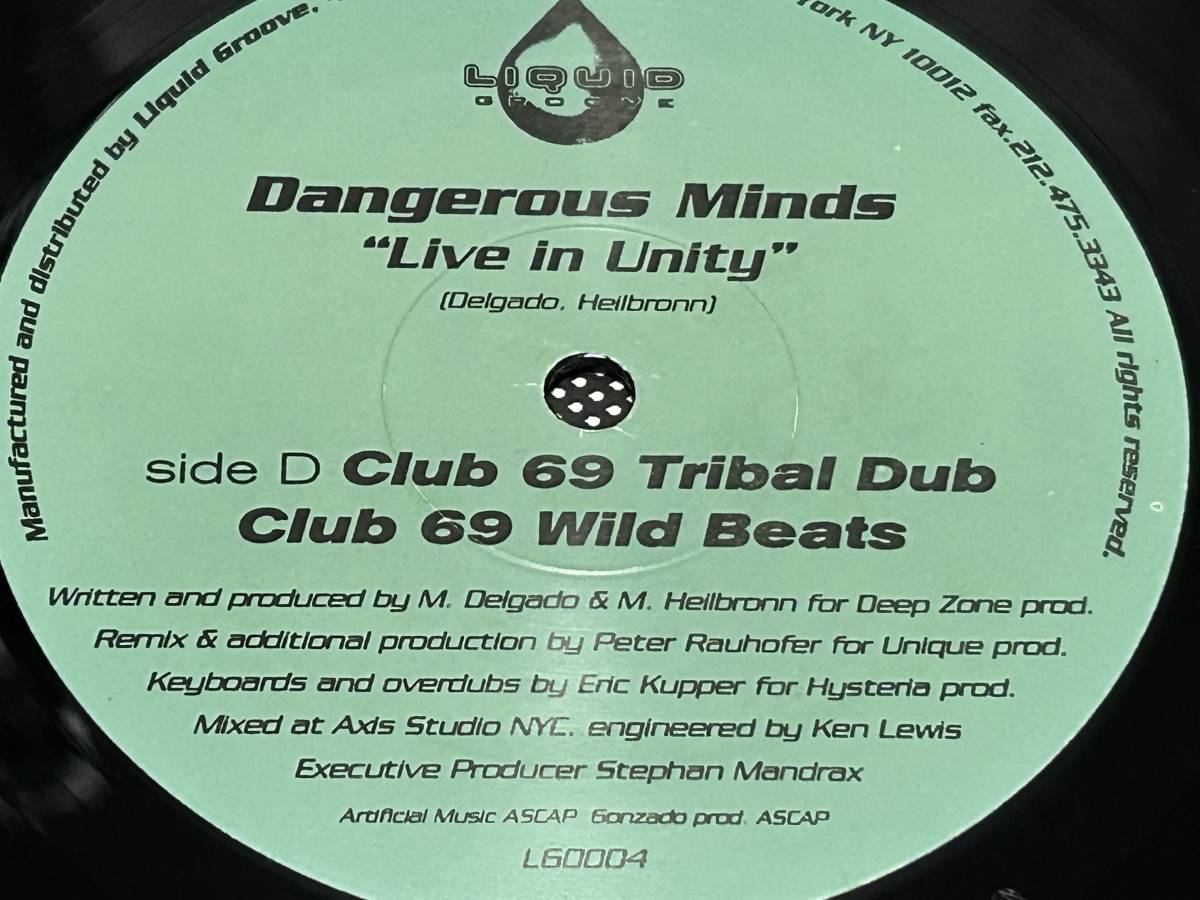 LIQUID
GROOVE
Dangerous Minds
“Live in Unity”
(Delgado, Heilbronn)
side D Club 69 Tribal Dub
Club 69 Wild Beats
Written and produced by M. Delgado & M. Heilbronn for Deep Zone prod.
Remix & additional production by Peter Rauhofer for Unique prod.
Keyboards and overdubs by Eric Kupper for Hysteria prod.
Mixed at Axis Studio NYC. engineered by Ken Lewis
Executive Producer Stephan Mandrax
Artificial Music ASCAP Gonzado prod. ASCAP
LG0004
Manufactured and distributed by Liquid Groove,
York NY 10012 fax.212.475.3343 All rights reserved.